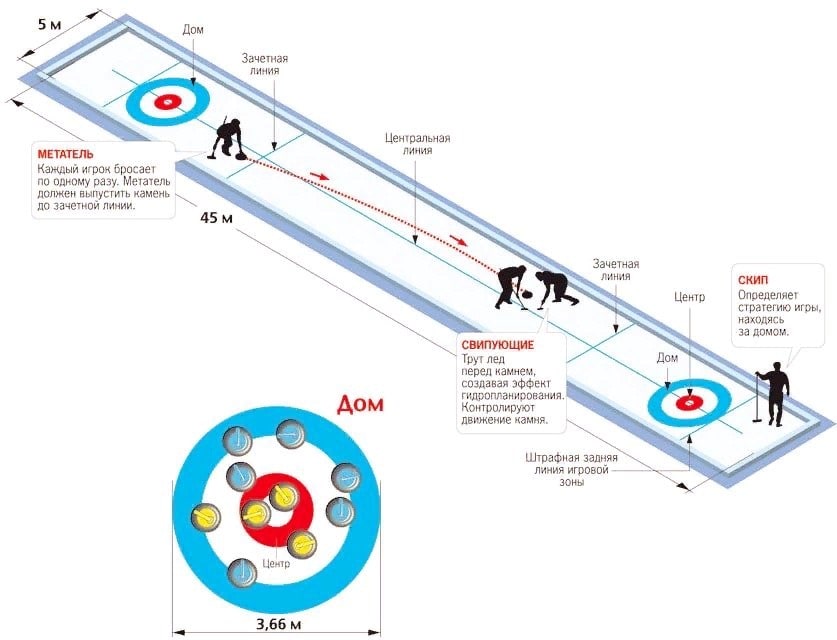 5 м
Дом
Зачетная
линия
МЕТАТЕЛЬ
Каждый игрок бросает
по одному разу. Метатель
должен выпустить камень
до зачетной линии.
Центральная
линия
45 м
Зачетная
линия
СКИП
Определяет
стратегию игры,
находясь
за домом.
Центр
СВИПУЮЩИЕ
Трут лед
перед камнем,
создавая эффект
гидропланирования.
Контролируют
движение камня.
Дом
Штрафная задняя
линия игровой
зоны
Дом
Центр
3,66 м